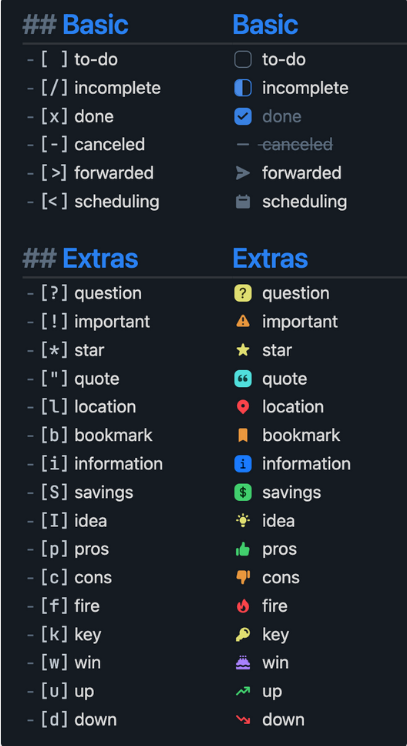 ## Basic
- [ ] to-do
- [/] incomplete
- [x] done
- [-] canceled
- [>] forwarded
- [<] scheduling
## Extras
- [?] question
- [!] important
- [*] star
- ["] quote
- [l] location
- [b] bookmark
- [i] information
- [S] savings
- [I] idea
- [p] pros
- [c] cons
- [f] fire
- [k] key
- [w] win
- [u] up
- [d] down
Basic
to-do
incomplete
done
canceled
forwarded
scheduling
Extras
? question
! important
star
“ quote
location
bookmark
i information
$ savings
idea
pros
cons
fire
key
win
up
down